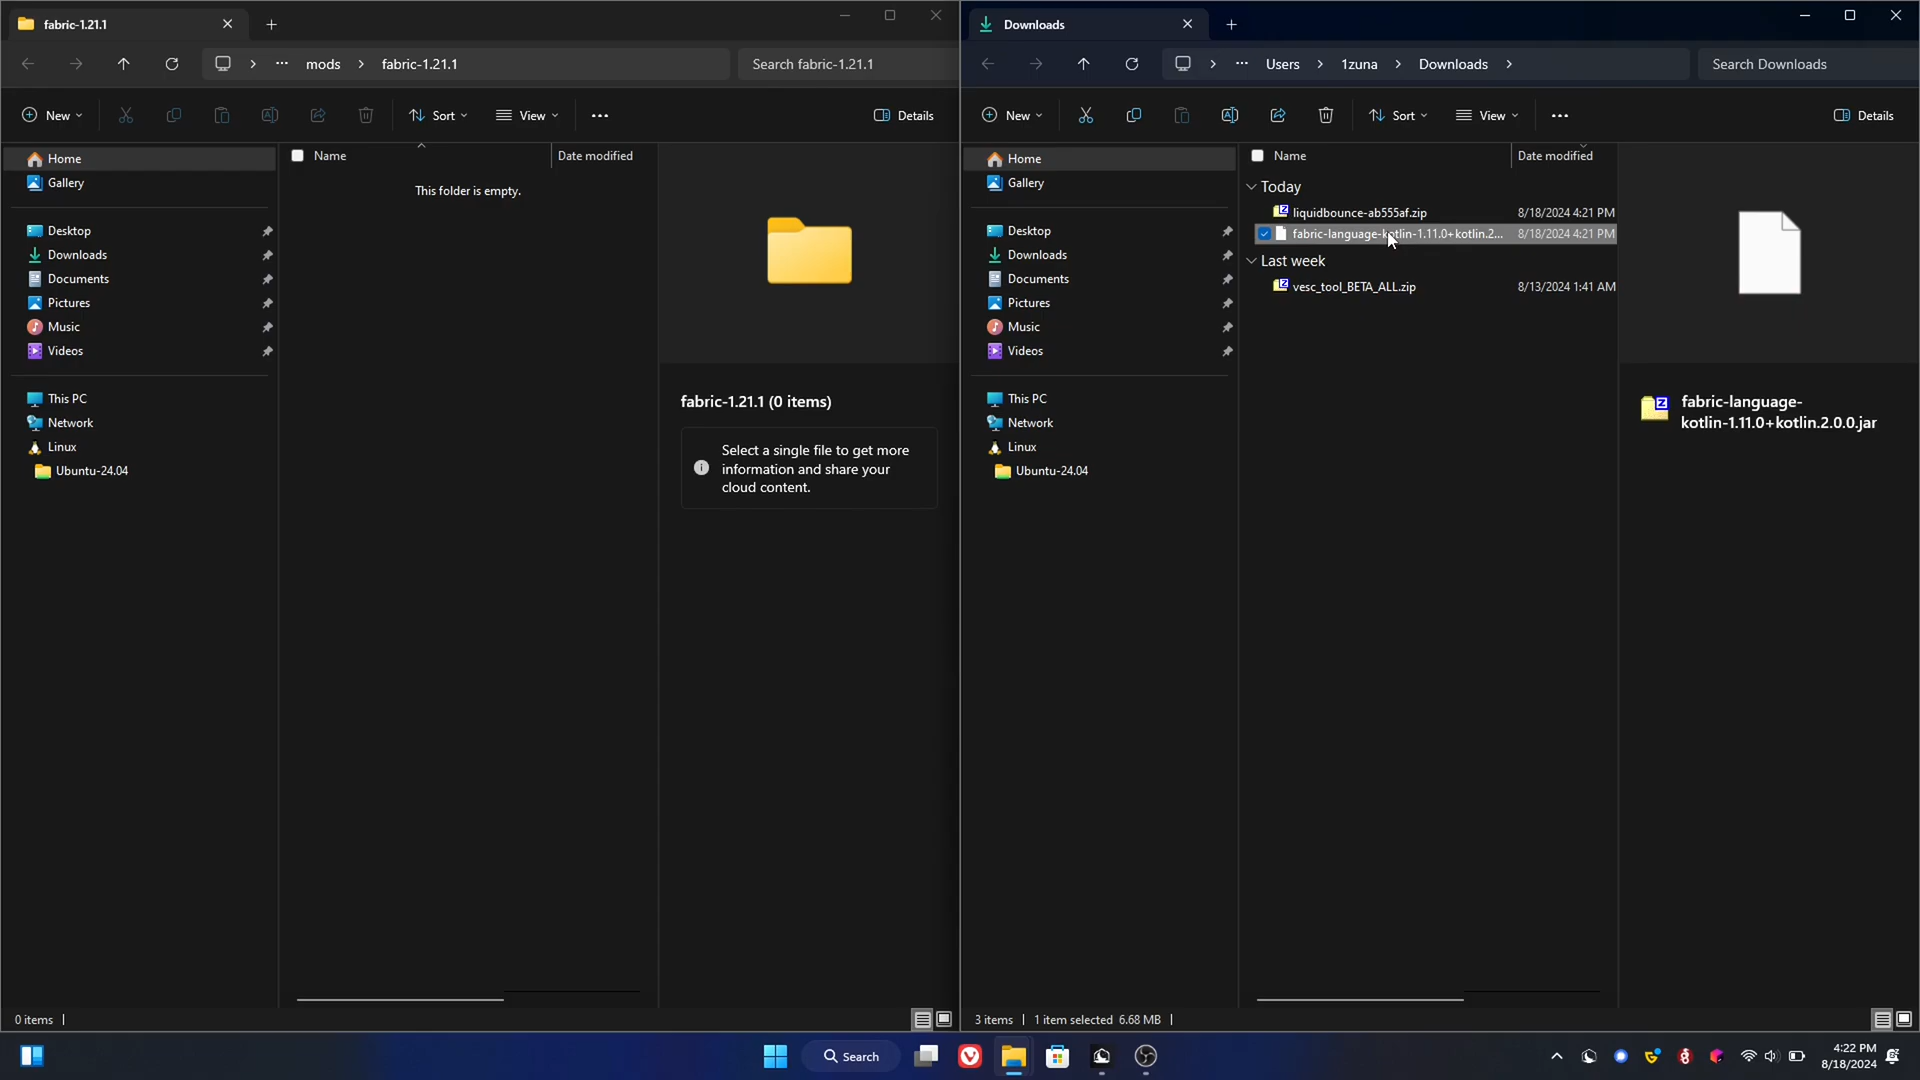 fabric-1.21.1
mods
fabric-1.21.1
Search fabric-1.21.1
New
Sort
View
Details
Home
Gallery
Desktop
Downloads
Documents
Pictures
Music
Videos
This PC
Network
Linux
Ubuntu-24.04
Name
Date modified
This folder is empty.
fabric-1.21.1 (0 items)
Select a single file to get more
information and share your
cloud content.
0 items
Downloads
Users
1zuna
Downloads
Search Downloads
New
Sort
View
Details
Home
Gallery
Desktop
Downloads
Documents
Pictures
Music
Videos
This PC
Network
Linux
Ubuntu-24.04
Name
Date modified
Today
liquidbounce-ab555af.zip 8/18/2024 4:21 PM
fabric-language-kotlin-1.11.0+kotlin.2... 8/18/2024 4:21 PM
Last week
vesc_tool_BETA_ALL.zip 8/13/2024 1:41 AM
fabric-language-
kotlin-1.11.0+kotlin.2.0.0.jar
3 items 1 item selected 6.68 MB
Search
4:22 PM
8/18/2024